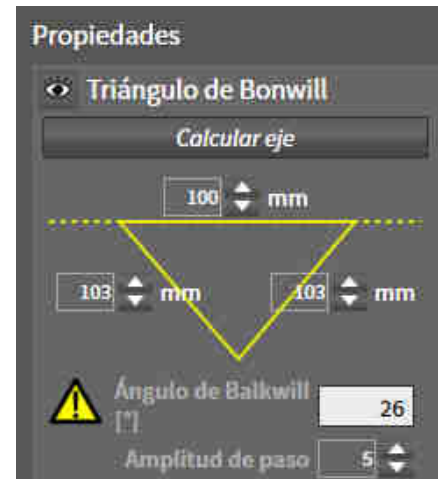 Propiedades
Triángulo de Bonwill
Calcular eje
100 mm
103 mm 103 mm
Ángulo de Balkwill
[°] 26
Amplitud de paso 5